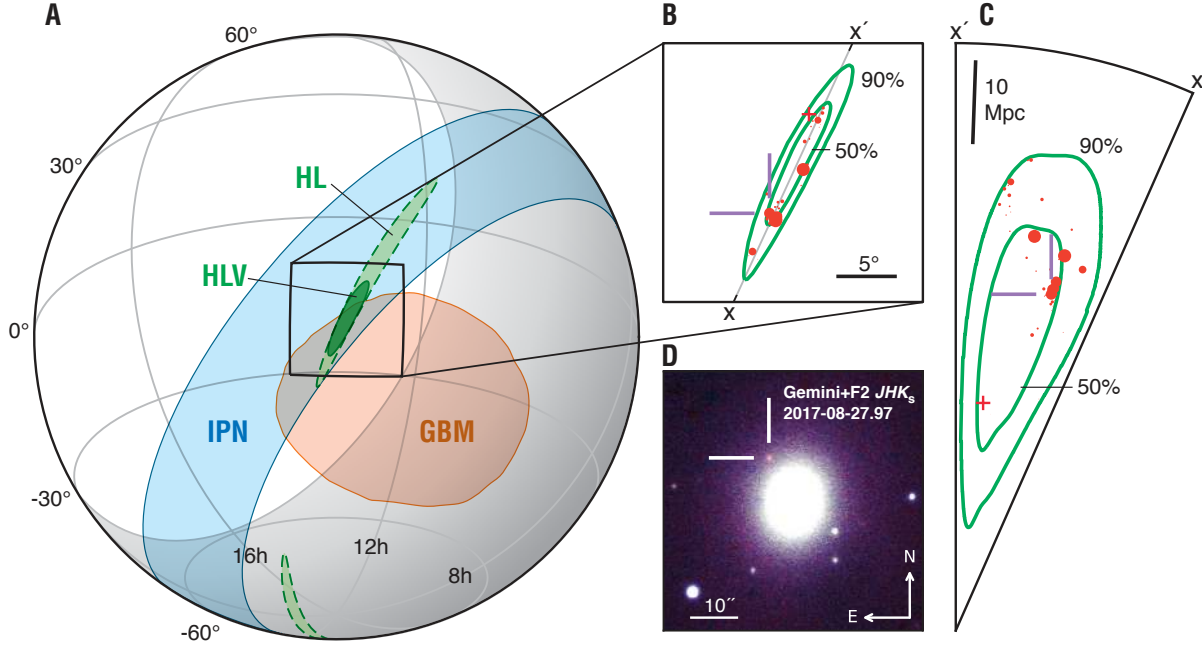 A
60°
30°
0°
-30°
-60°
HL
HLV
IPN
GBM
16h
12h
8h
B
x´
90%
50%
5°
x
C
x´
x
10
Mpc
90%
50%
D
Gemini+F2 JHKs
2017-08-27.97
10˝
N
E